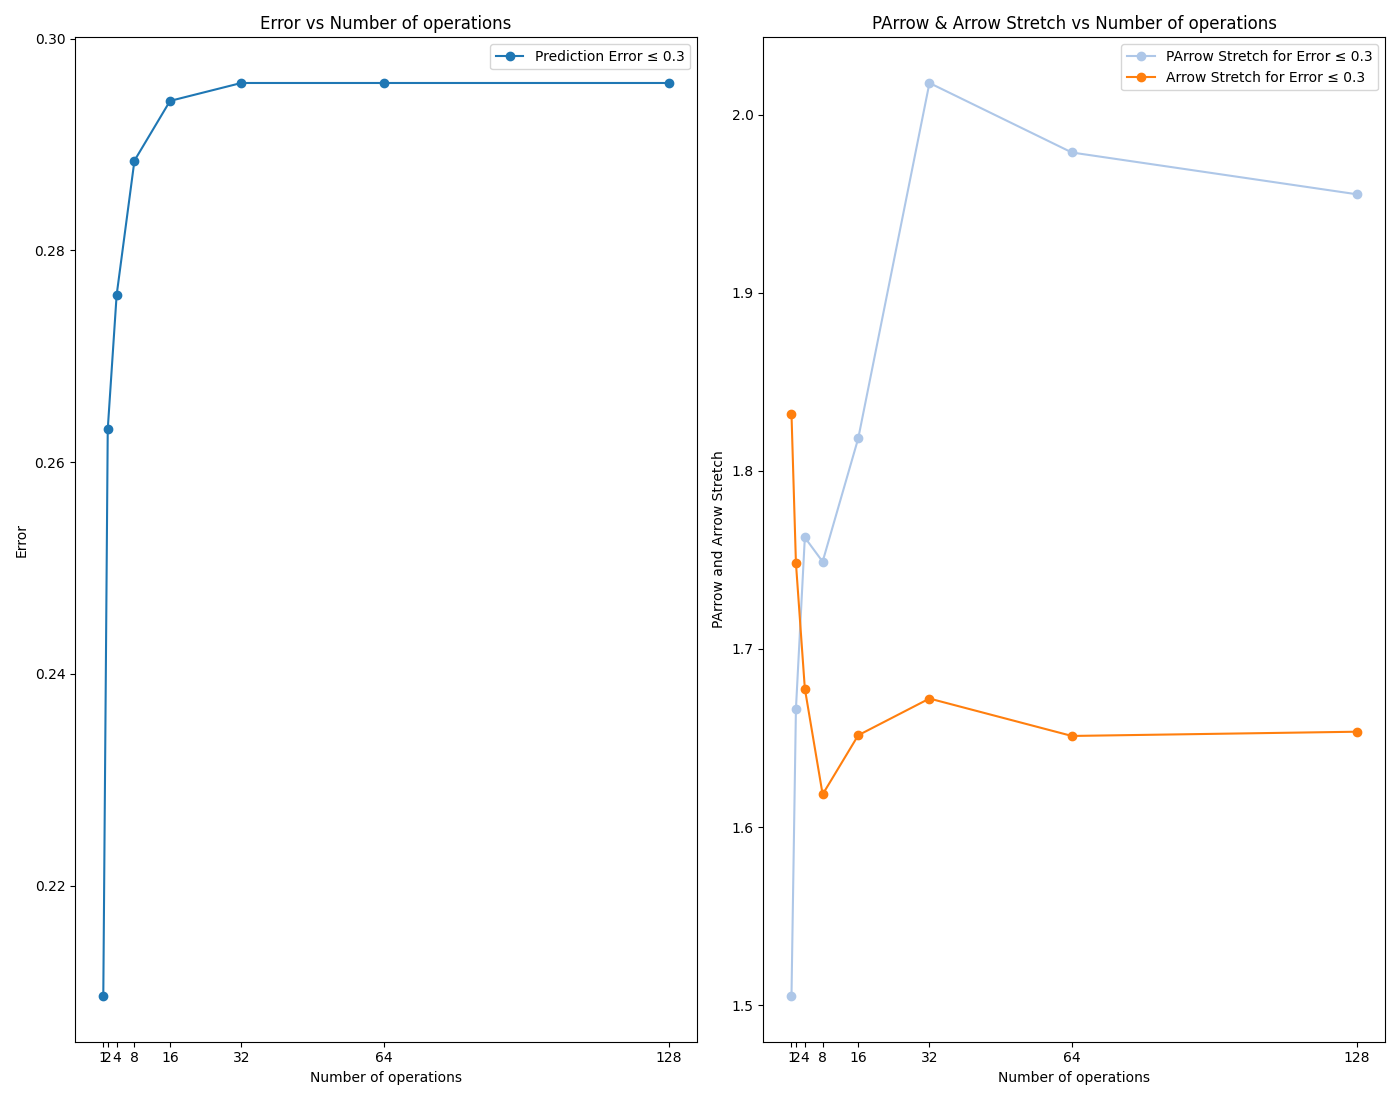 Error vs Number of operations
Prediction Error ≤ 0.3
0.30
0.28
0.26
0.24
0.22
Error
1 2 4 8 16 32 64 128
Number of operations
PArrow & Arrow Stretch vs Number of operations
PArrow Stretch for Error ≤ 0.3
Arrow Stretch for Error ≤ 0.3
2.0
1.9
1.8
1.7
1.6
1.5
PArrow and Arrow Stretch
1 2 4 8 16 32 64 128
Number of operations